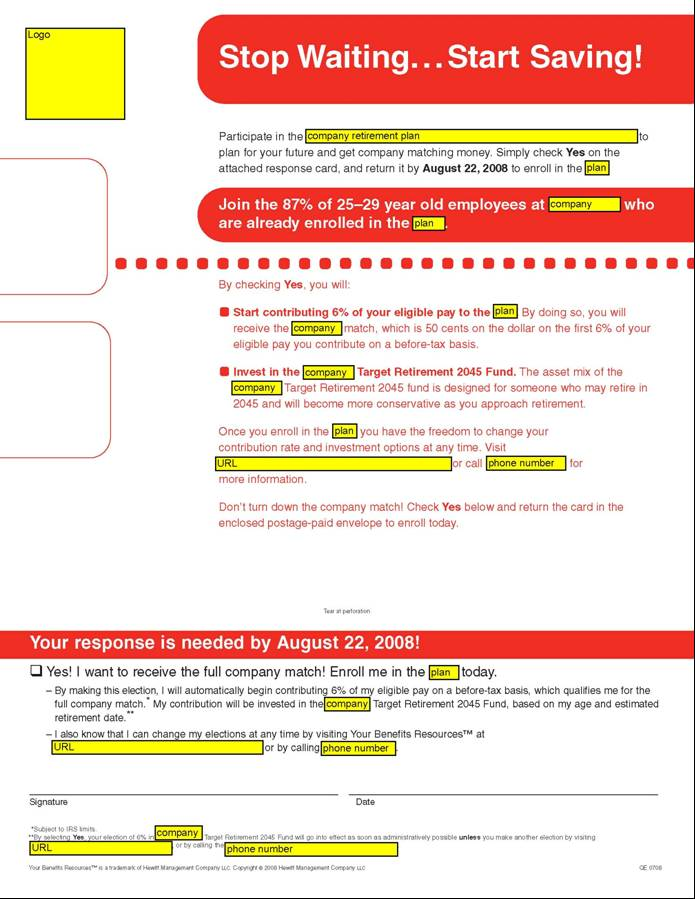 Logo
Stop Waiting...Start Saving!
Participate in the company retirement plan to
plan for your future and get company matching money. Simply check Yes on the
attached response card, and return it by August 22, 2008 to enroll in the plan
Join the 87% of 25–29 year old employees at company who
are already enrolled in the plan.
By checking Yes, you will:
Start contributing 6% of your eligible pay to the plan By doing so, you will
receive the company match, which is 50 cents on the dollar on the first 6% of your
eligible pay you contribute on a before-tax basis.
Invest in the company Target Retirement 2045 Fund. The asset mix of the
company Target Retirement 2045 fund is designed for someone who may retire in
2045 and will become more conservative as you approach retirement.
Once you enroll in the plan you have the freedom to change your
contribution rate and investment options at any time. Visit
URL or call phone number for
more information.
Don't turn down the company match! Check Yes below and return the card in the
enclosed postage-paid envelope to enroll today.
Tear at perforation
Your response is needed by August 22, 2008!
❑ Yes! I want to receive the full company match! Enroll me in the plan today.
– By making this election, I will automatically begin contributing 6% of my eligible pay on a before-tax basis, which qualifies me for the
full company match.* My contribution will be invested in the company Target Retirement 2045 Fund, based on my age and estimated
retirement date.**
– I also know that I can change my elections at any time by visiting Your Benefits Resources™ at
URL or by calling phone number.
Signature Date
*Subject to IRS limits.
**By selecting Yes, your election of 6% in company Target Retirement 2045 Fund will go into effect as soon as administratively possible unless you make another election by visiting
URL, or by calling the phone number
Your Benefits Resources™ is a trademark of Hewitt Management Company LLC. Copyright © 2008 Hewitt Management Company LLC QE 0708